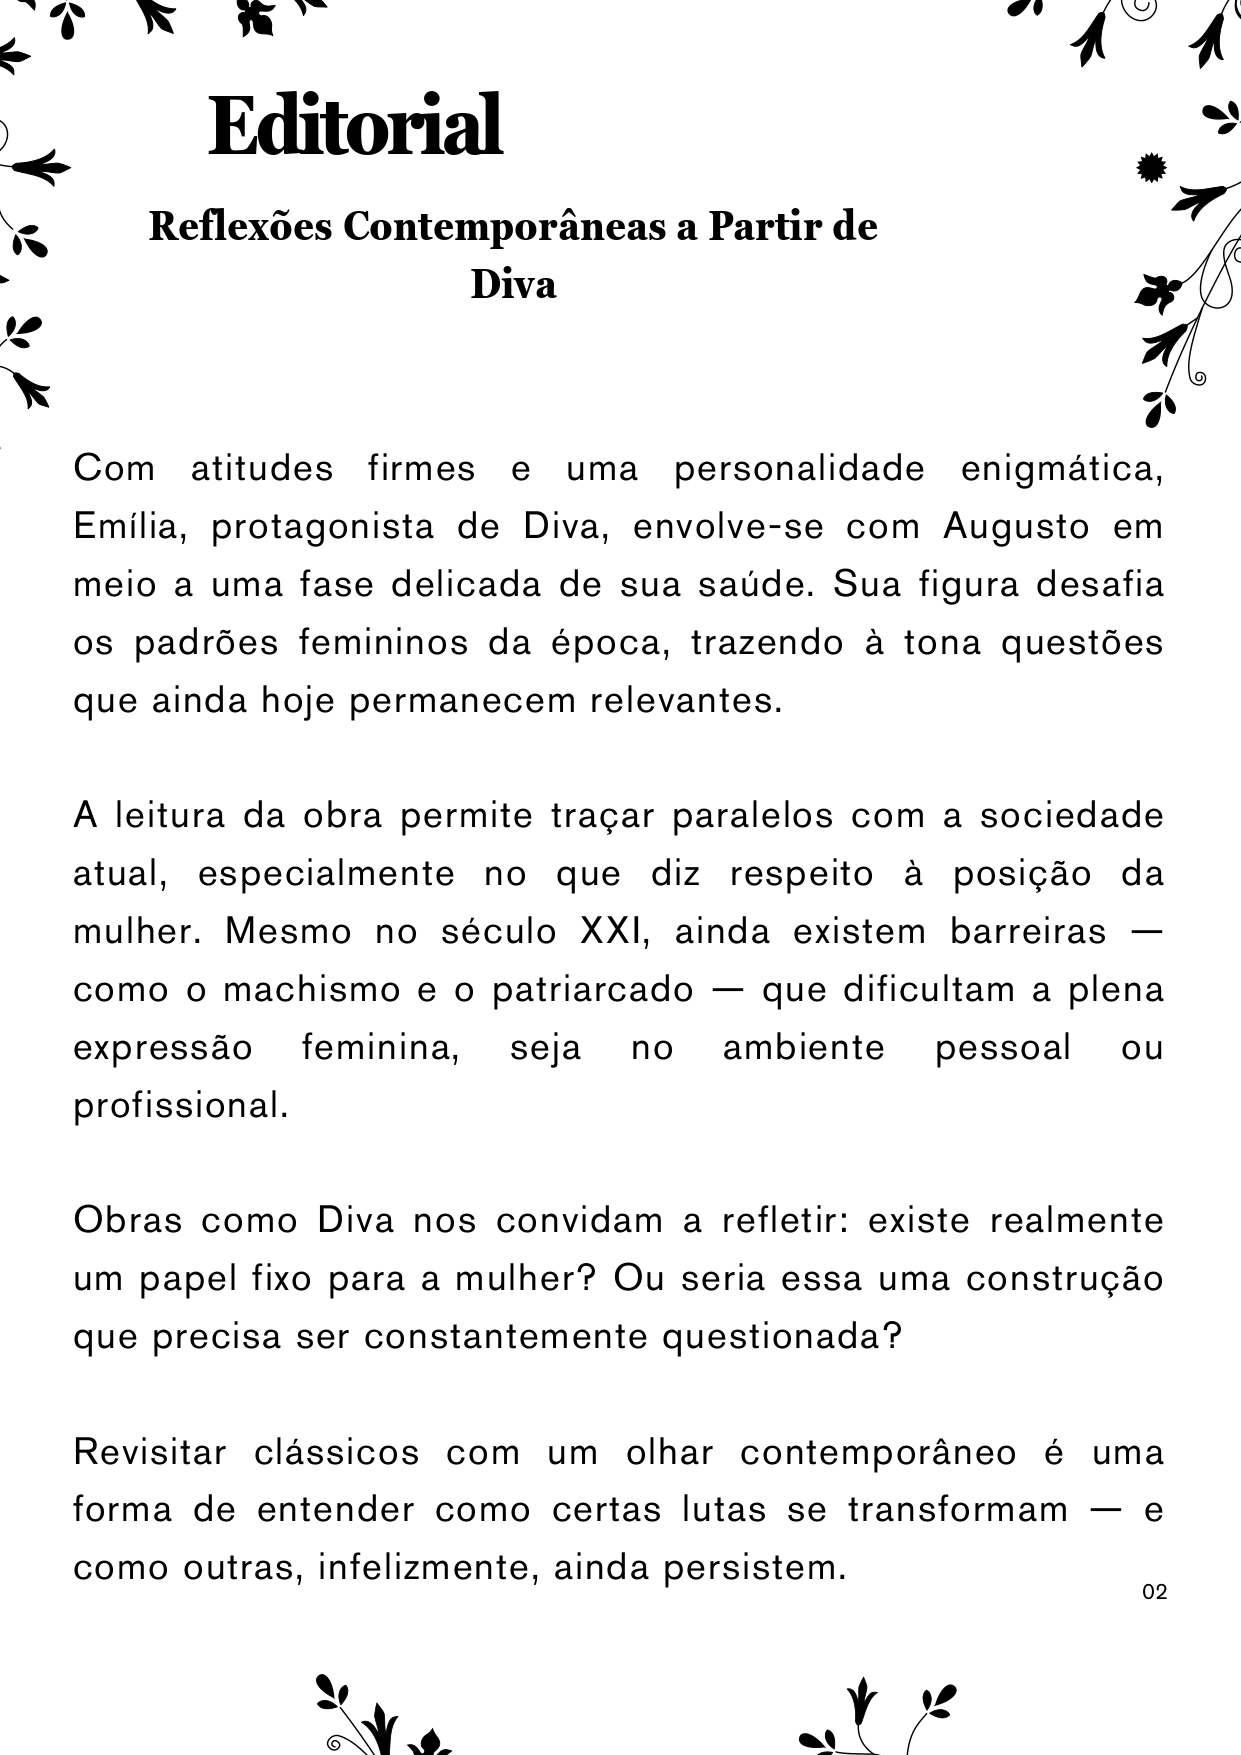 Editorial
Reflexões Contemporâneas a Partir de
Diva
Com atitudes firmes e uma personalidade enigmática,
Emília, protagonista de Diva, envolve-se com Augusto em
meio a uma fase delicada de sua saúde. Sua figura desafia
os padrões femininos da época, trazendo à tona questões
que ainda hoje permanecem relevantes.
A leitura da obra permite traçar paralelos com a sociedade
atual, especialmente no que diz respeito à posição da
mulher. Mesmo no século XXI, ainda existem barreiras —
como o machismo e o patriarcado — que dificultam a plena
expressão feminina, seja no ambiente pessoal ou
profissional.
Obras como Diva nos convidam a refletir: existe realmente
um papel fixo para a mulher? Ou seria essa uma construção
que precisa ser constantemente questionada?
Revisitar clássicos com um olhar contemporâneo é uma
forma de entender como certas lutas se transformam — e
como outras, infelizmente, ainda persistem.
02